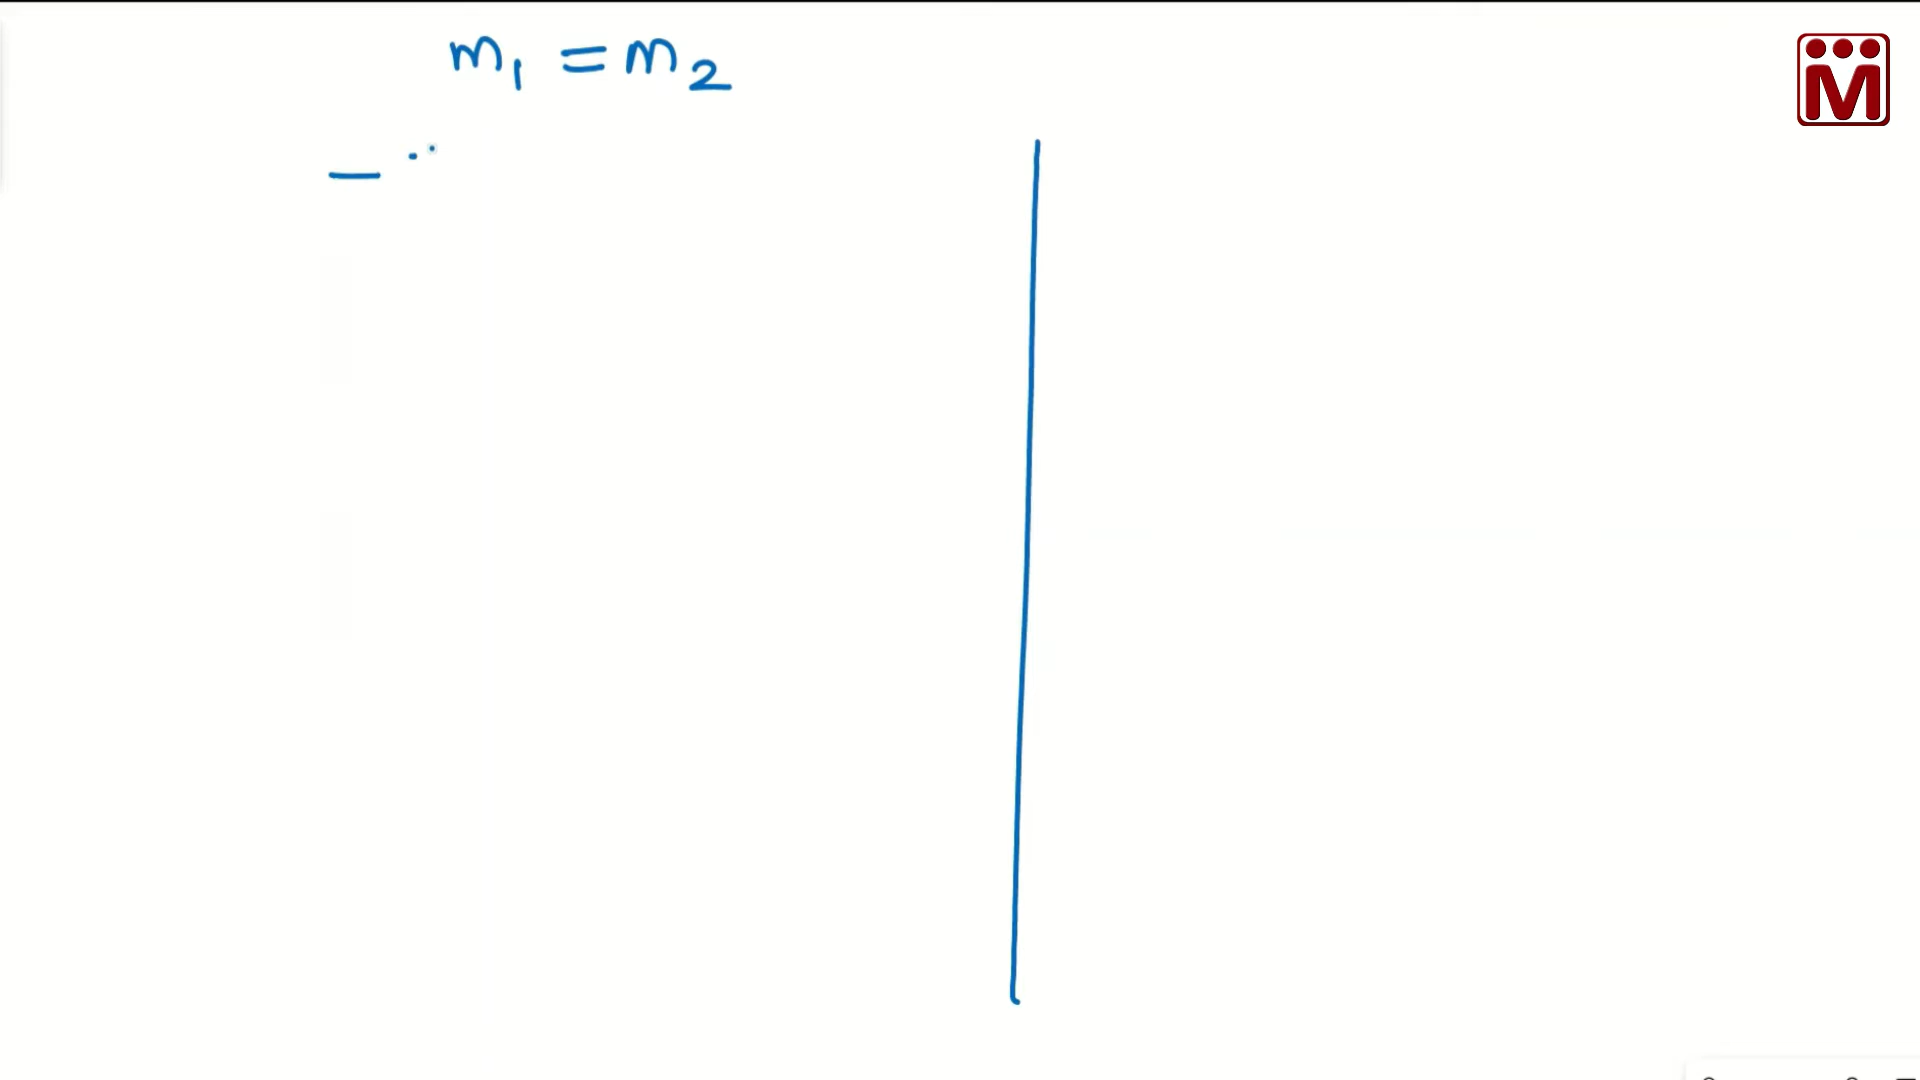 m₁ = m₂
—
M